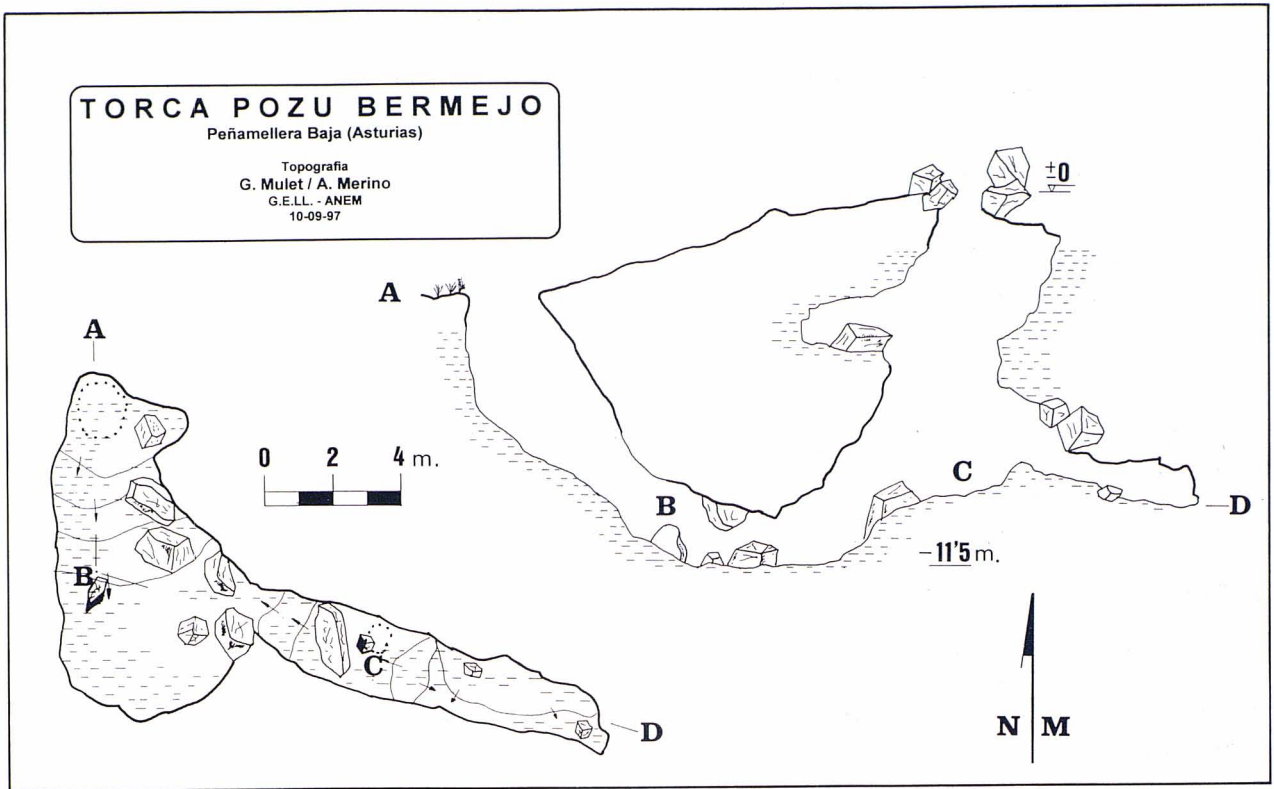 TORCA POZU BERMEJO
Peñamellera Baja (Asturias)
Topografia
G. Mulet / A. Merino
G.E.LL. - ANEM
10-09-97
±0
A
A
0 2 4 m.
B
C
D
-11'5 m.
B
C
D
N M